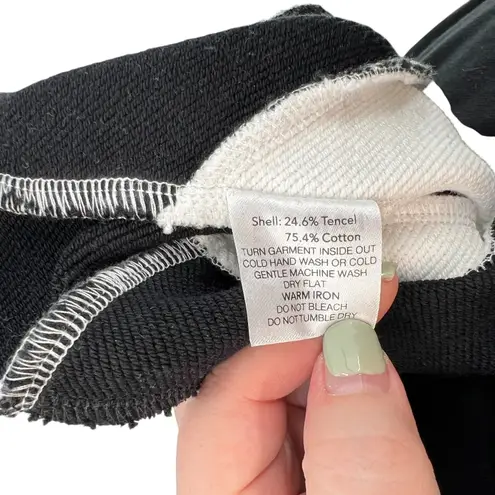 Shell: 24.6% Tencel
75.4% Cotton
TURN GARMENT INSIDE OUT
COLD HAND WASH OR COLD
GENTLE MACHINE WASH
DRY FLAT
WARM IRON
DO NOT BLEACH
DO NOT TUMBLE DRY